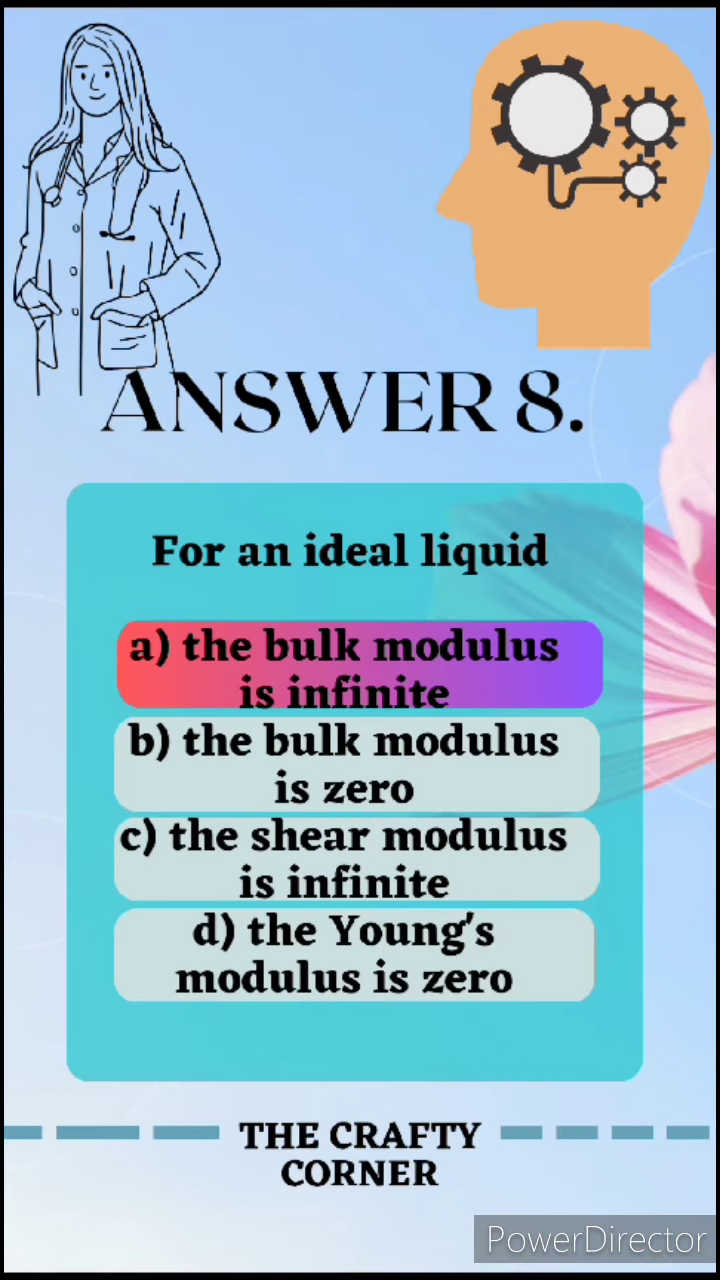 ANSWER 8.
For an ideal liquid
a) the bulk modulus
is infinite
b) the bulk modulus
is zero
c) the shear modulus
is infinite
d) the Young's
modulus is zero
THE CRAFTY
CORNER
PowerDirector